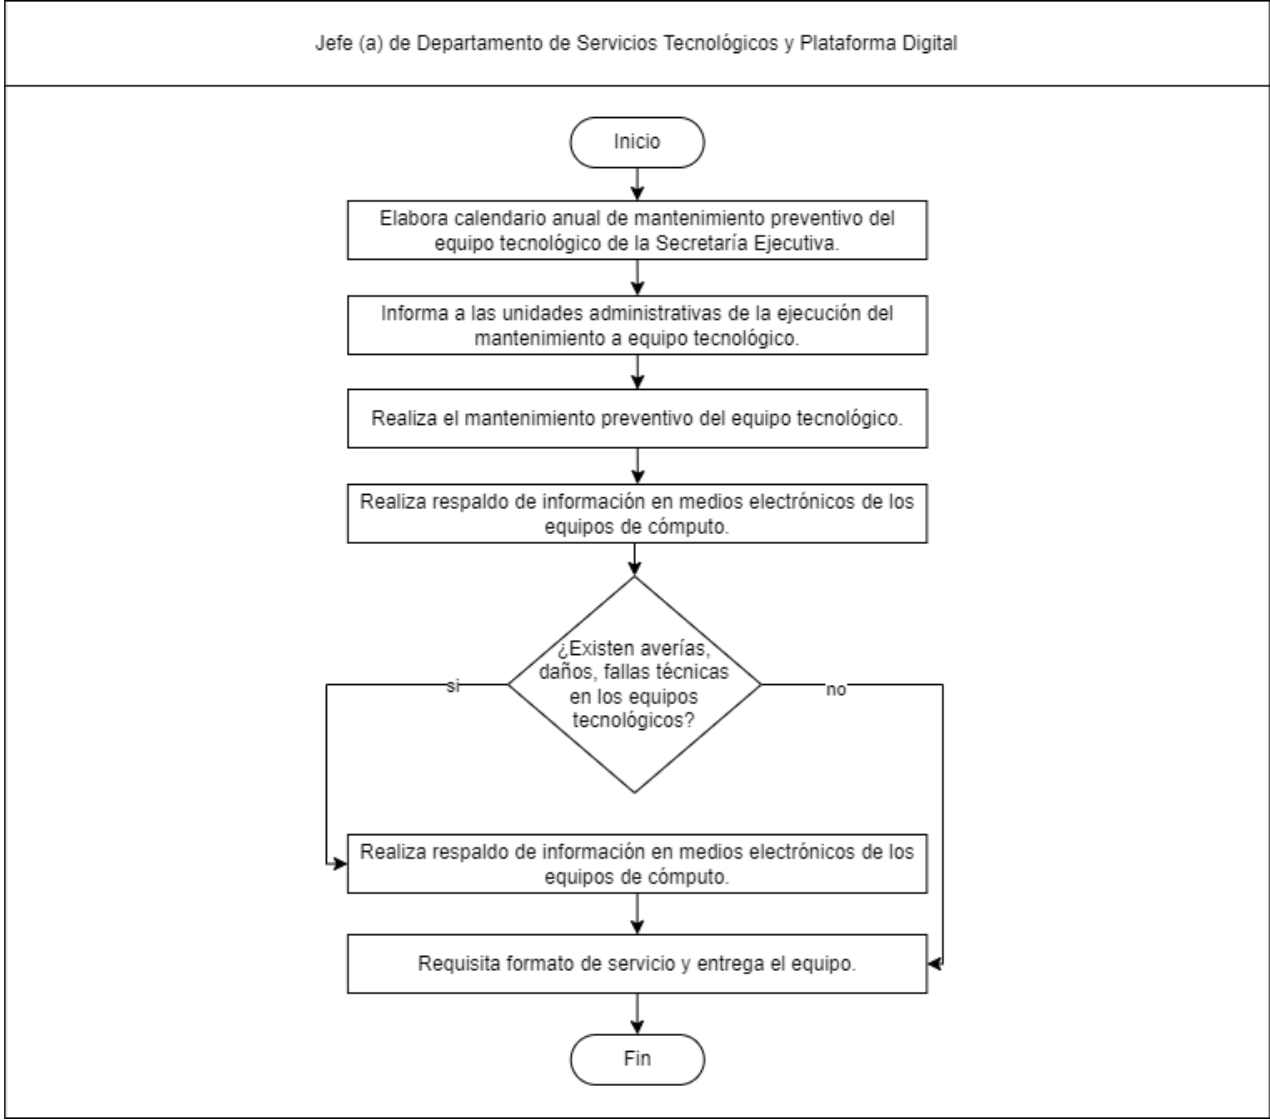 Jefe (a) de Departamento de Servicios Tecnológicos y Plataforma Digital
Inicio
Elabora calendario anual de mantenimiento preventivo del
equipo tecnológico de la Secretaría Ejecutiva.
Informa a las unidades administrativas de la ejecución del
mantenimiento a equipo tecnológico.
Realiza el mantenimiento preventivo del equipo tecnológico.
Realiza respaldo de información en medios electrónicos de los
equipos de cómputo.
¿Existen averías,
daños, fallas técnicas
en los equipos
tecnológicos?
si
no
Realiza respaldo de información en medios electrónicos de los
equipos de cómputo.
Requisita formato de servicio y entrega el equipo.
Fin